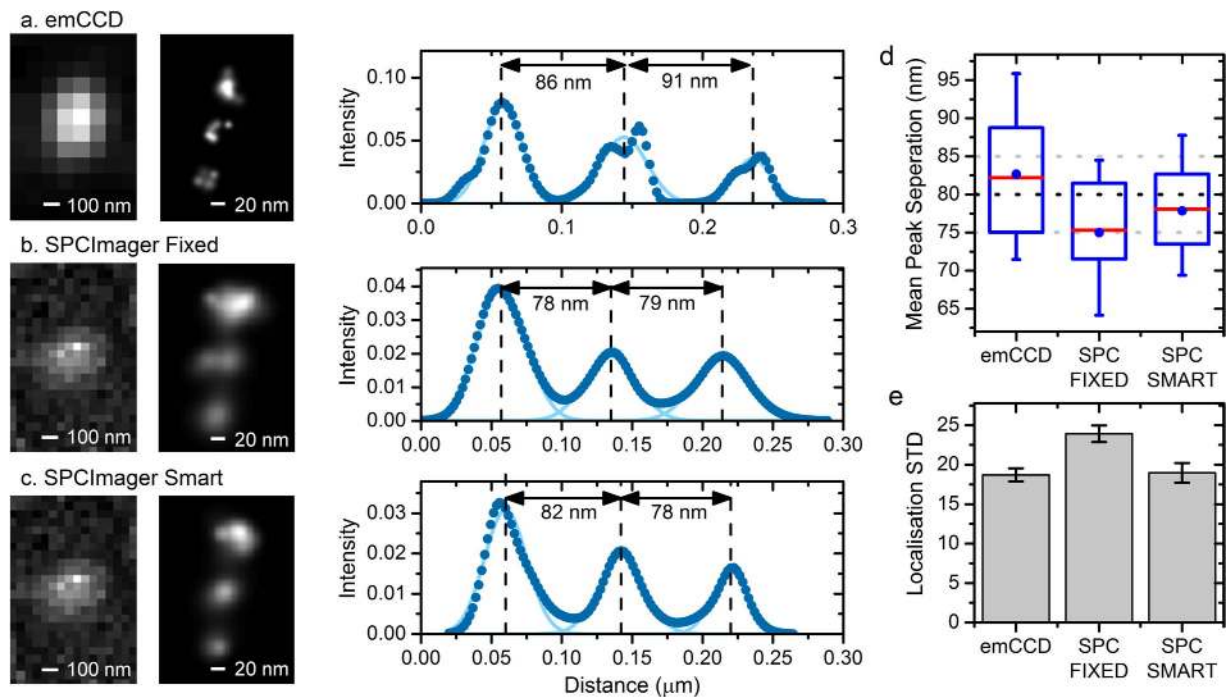 a. emCCD
100 nm
20 nm
Intensity
0.10
0.05
0.00
86 nm
91 nm
0.0
0.1
0.2
0.3
b. SPCImager Fixed
100 nm
20 nm
Intensity
0.04
0.03
0.02
0.01
0.00
78 nm
79 nm
0.00
0.05
0.10
0.15
0.20
0.25
0.30
c. SPCImager Smart
100 nm
20 nm
Intensity
0.03
0.02
0.01
0.00
82 nm
78 nm
0.00
0.05
0.10
0.15
0.20
0.25
0.30
Distance (μm)
d
Mean Peak Seperation (nm)
95
90
85
80
75
70
65
emCCD
SPC FIXED
SPC SMART
e
Localisation STD
25
20
15
10
5
0
emCCD
SPC FIXED
SPC SMART